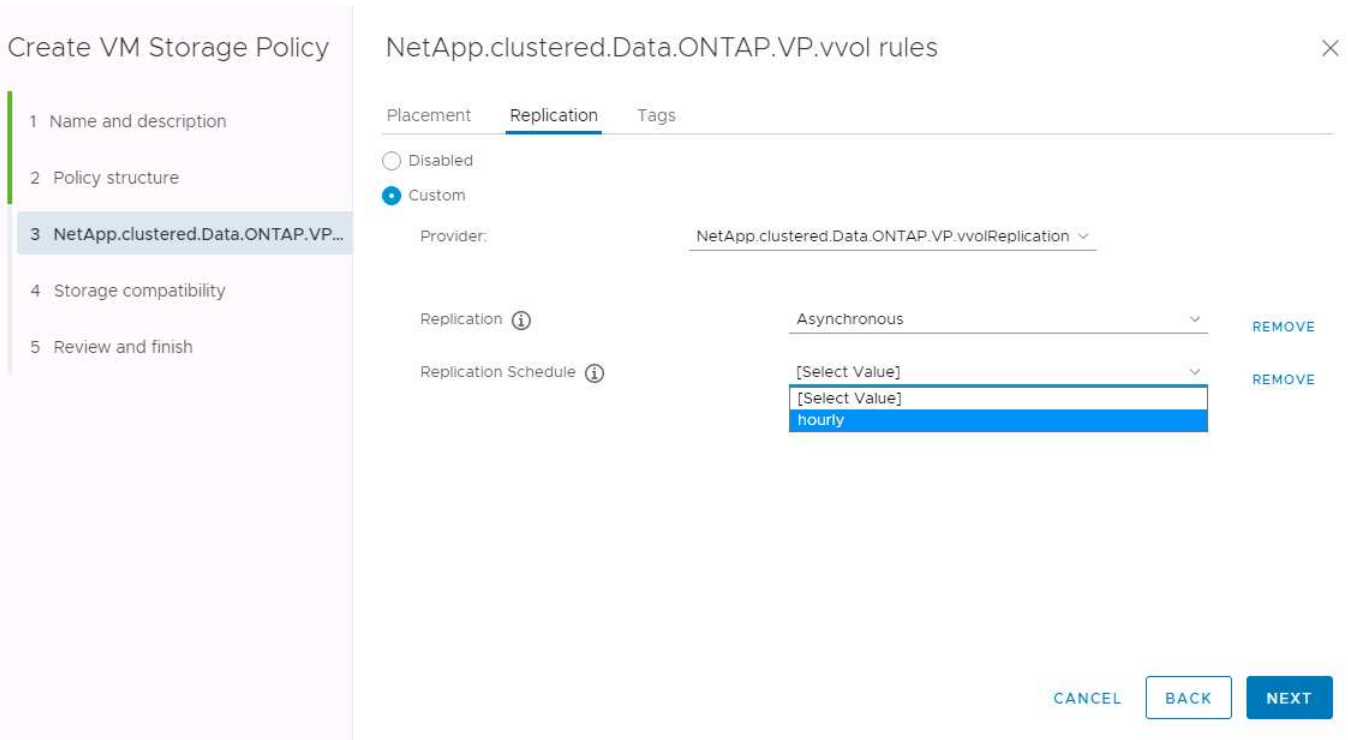 Create VM Storage Policy
1 Name and description
2 Policy structure
3 NetApp.clustered.Data.ONTAP.VP...
4 Storage compatibility
5 Review and finish
NetApp.clustered.Data.ONTAP.VP.vvol rules
Placement Replication Tags
Disabled
Custom
Provider: NetApp.clustered.Data.ONTAP.VP.vvolReplication
Replication Asynchronous REMOVE
Replication Schedule [Select Value] REMOVE
[Select Value]
hourly
CANCEL BACK NEXT